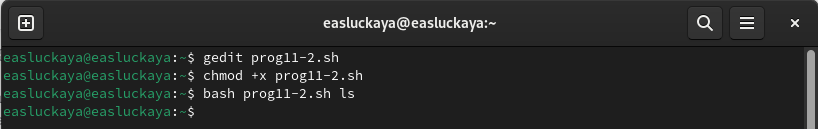 easluckaya@easluckaya:~
easluckaya@easluckaya:~$ gedit prog11-2.sh
easluckaya@easluckaya:~$ chmod +x prog11-2.sh
easluckaya@easluckaya:~$ bash prog11-2.sh ls
easluckaya@easluckaya:~$